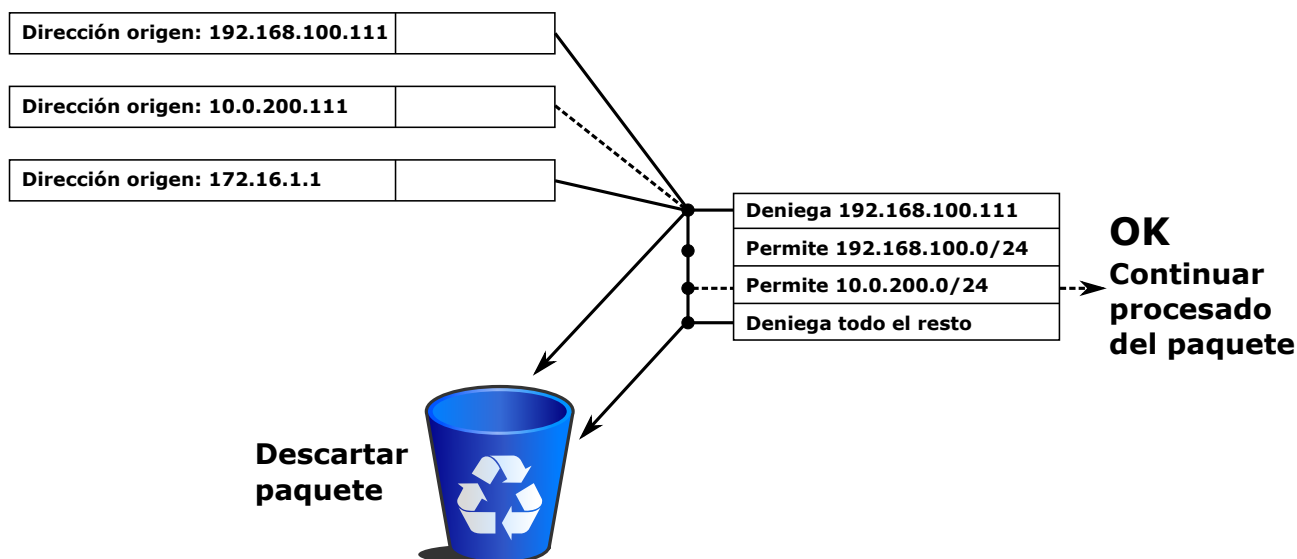 Dirección origen: 192.168.100.111
Dirección origen: 10.0.200.111
Dirección origen: 172.16.1.1
Deniega 192.168.100.111
Permite 192.168.100.0/24
Permite 10.0.200.0/24
Deniega todo el resto
OK
Continuar
procesado
del paquete
Descartar
paquete